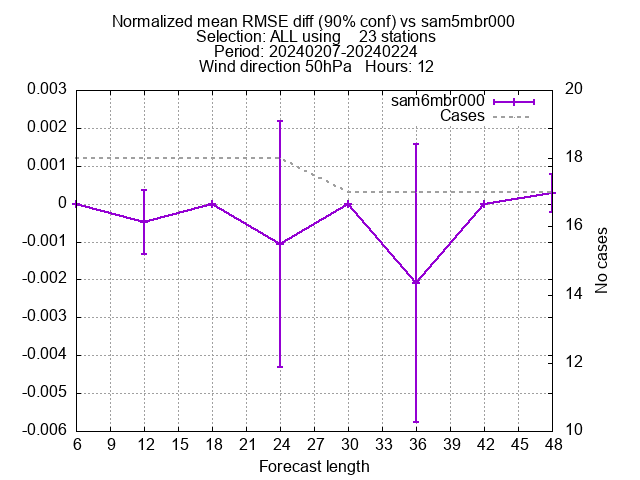 Normalized mean RMSE diff (90% conf) vs sam5mbr000
Selection: ALL using    23 stations
Period: 20240207-20240224
Wind direction 50hPa   Hours: 12
sam6mbr000
Cases
0.003
0.002
0.001
0
-0.001
-0.002
-0.003
-0.004
-0.005
-0.006
20
18
16
14
12
10
No cases
6 9 12 15 18 21 24 27 30 33 36 39 42 45 48
Forecast length